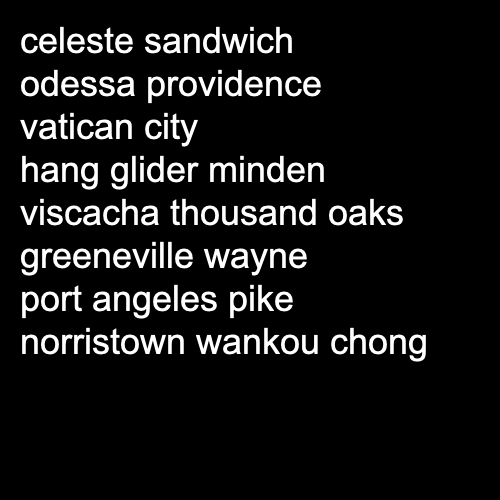 celeste sandwich
odessa providence
vatican city
hang glider minden
viscacha thousand oaks
greeneville wayne
port angeles pike
norristown wankou chong